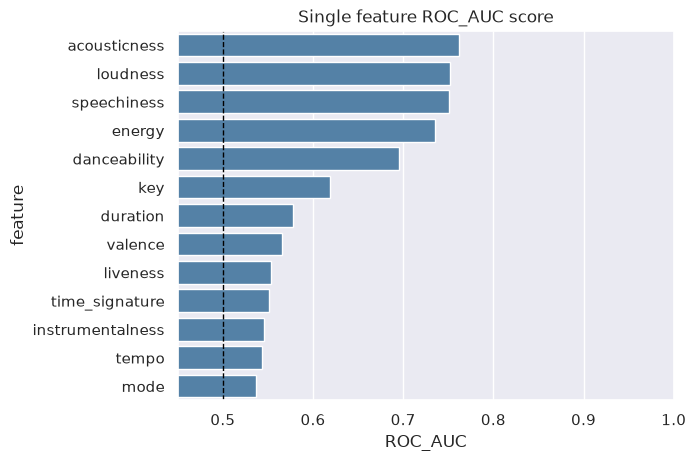 Single feature ROC_AUC score
acousticness
loudness
speechiness
energy
danceability
key
duration
valence
liveness
time_signature
instrumentalness
tempo
mode
feature
0.5 0.6 0.7 0.8 0.9 1.0
ROC_AUC